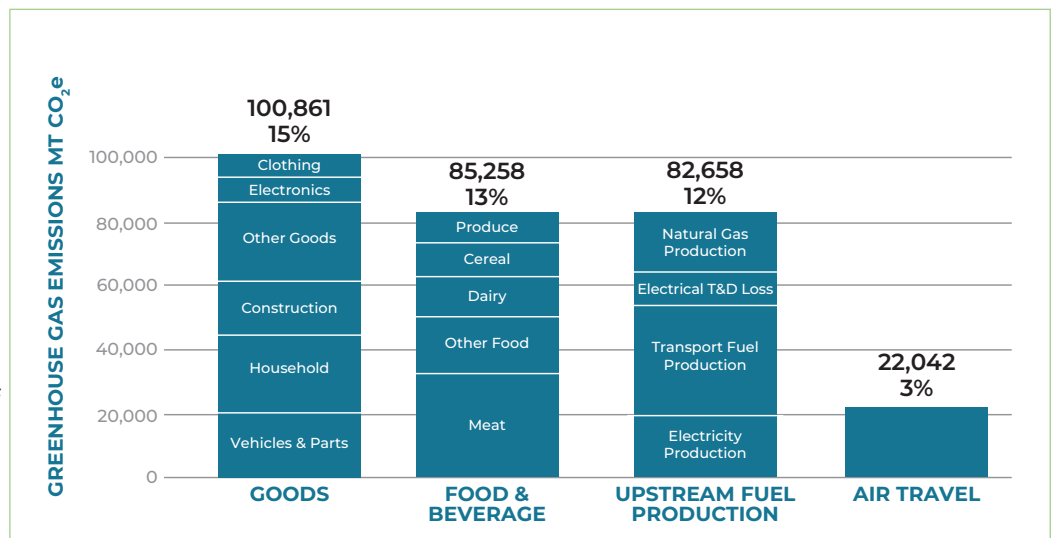 GREENHOUSE GAS EMISSIONS MT CO₂e
100,000
80,000
60,000
40,000
20,000
0
100,861
15%
Clothing
Electronics
Other Goods
Construction
Household
Vehicles & Parts
GOODS
85,258
13%
Produce
Cereal
Dairy
Other Food
Meat
FOOD &
BEVERAGE
82,658
12%
Natural Gas
Production
Electrical T&D Loss
Transport Fuel
Production
Electricity
Production
UPSTREAM FUEL
PRODUCTION
22,042
3%
AIR TRAVEL